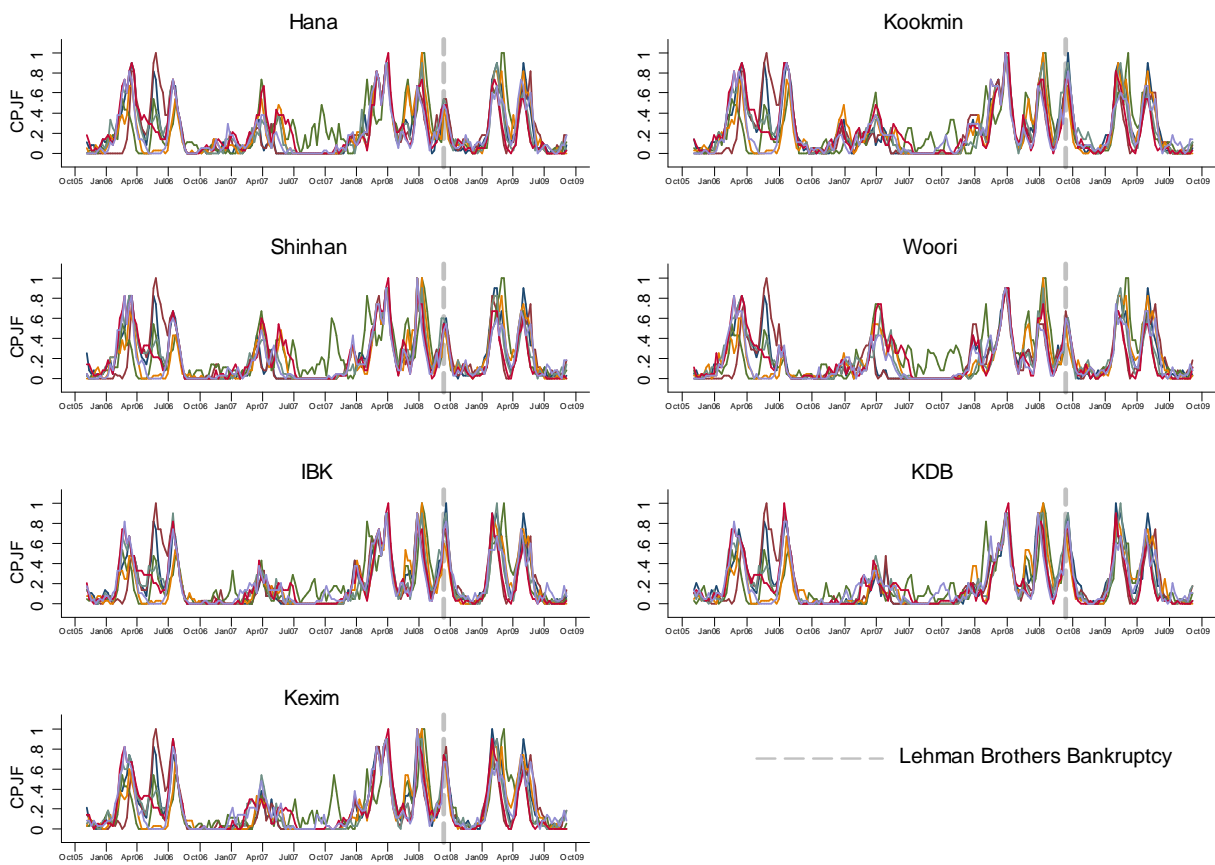 Hana
CPJF
0 .2 .4 .6 .8 1
Oct05 Jan06 Apr06 Jul06 Oct06 Jan07 Apr07 Jul07 Oct07 Jan08 Apr08 Jul08 Oct08 Jan09 Apr09 Jul09 Oct09
Kookmin
CPJF
0 .2 .4 .6 .8 1
Oct05 Jan06 Apr06 Jul06 Oct06 Jan07 Apr07 Jul07 Oct07 Jan08 Apr08 Jul08 Oct08 Jan09 Apr09 Jul09 Oct09
Shinhan
CPJF
0 .2 .4 .6 .8 1
Oct05 Jan06 Apr06 Jul06 Oct06 Jan07 Apr07 Jul07 Oct07 Jan08 Apr08 Jul08 Oct08 Jan09 Apr09 Jul09 Oct09
Woori
CPJF
0 .2 .4 .6 .8 1
Oct05 Jan06 Apr06 Jul06 Oct06 Jan07 Apr07 Jul07 Oct07 Jan08 Apr08 Jul08 Oct08 Jan09 Apr09 Jul09 Oct09
IBK
CPJF
0 .2 .4 .6 .8 1
Oct05 Jan06 Apr06 Jul06 Oct06 Jan07 Apr07 Jul07 Oct07 Jan08 Apr08 Jul08 Oct08 Jan09 Apr09 Jul09 Oct09
KDB
CPJF
0 .2 .4 .6 .8 1
Oct05 Jan06 Apr06 Jul06 Oct06 Jan07 Apr07 Jul07 Oct07 Jan08 Apr08 Jul08 Oct08 Jan09 Apr09 Jul09 Oct09
Kexim
CPJF
0 .2 .4 .6 .8 1
Oct05 Jan06 Apr06 Jul06 Oct06 Jan07 Apr07 Jul07 Oct07 Jan08 Apr08 Jul08 Oct08 Jan09 Apr09 Jul09 Oct09
Lehman Brothers Bankruptcy